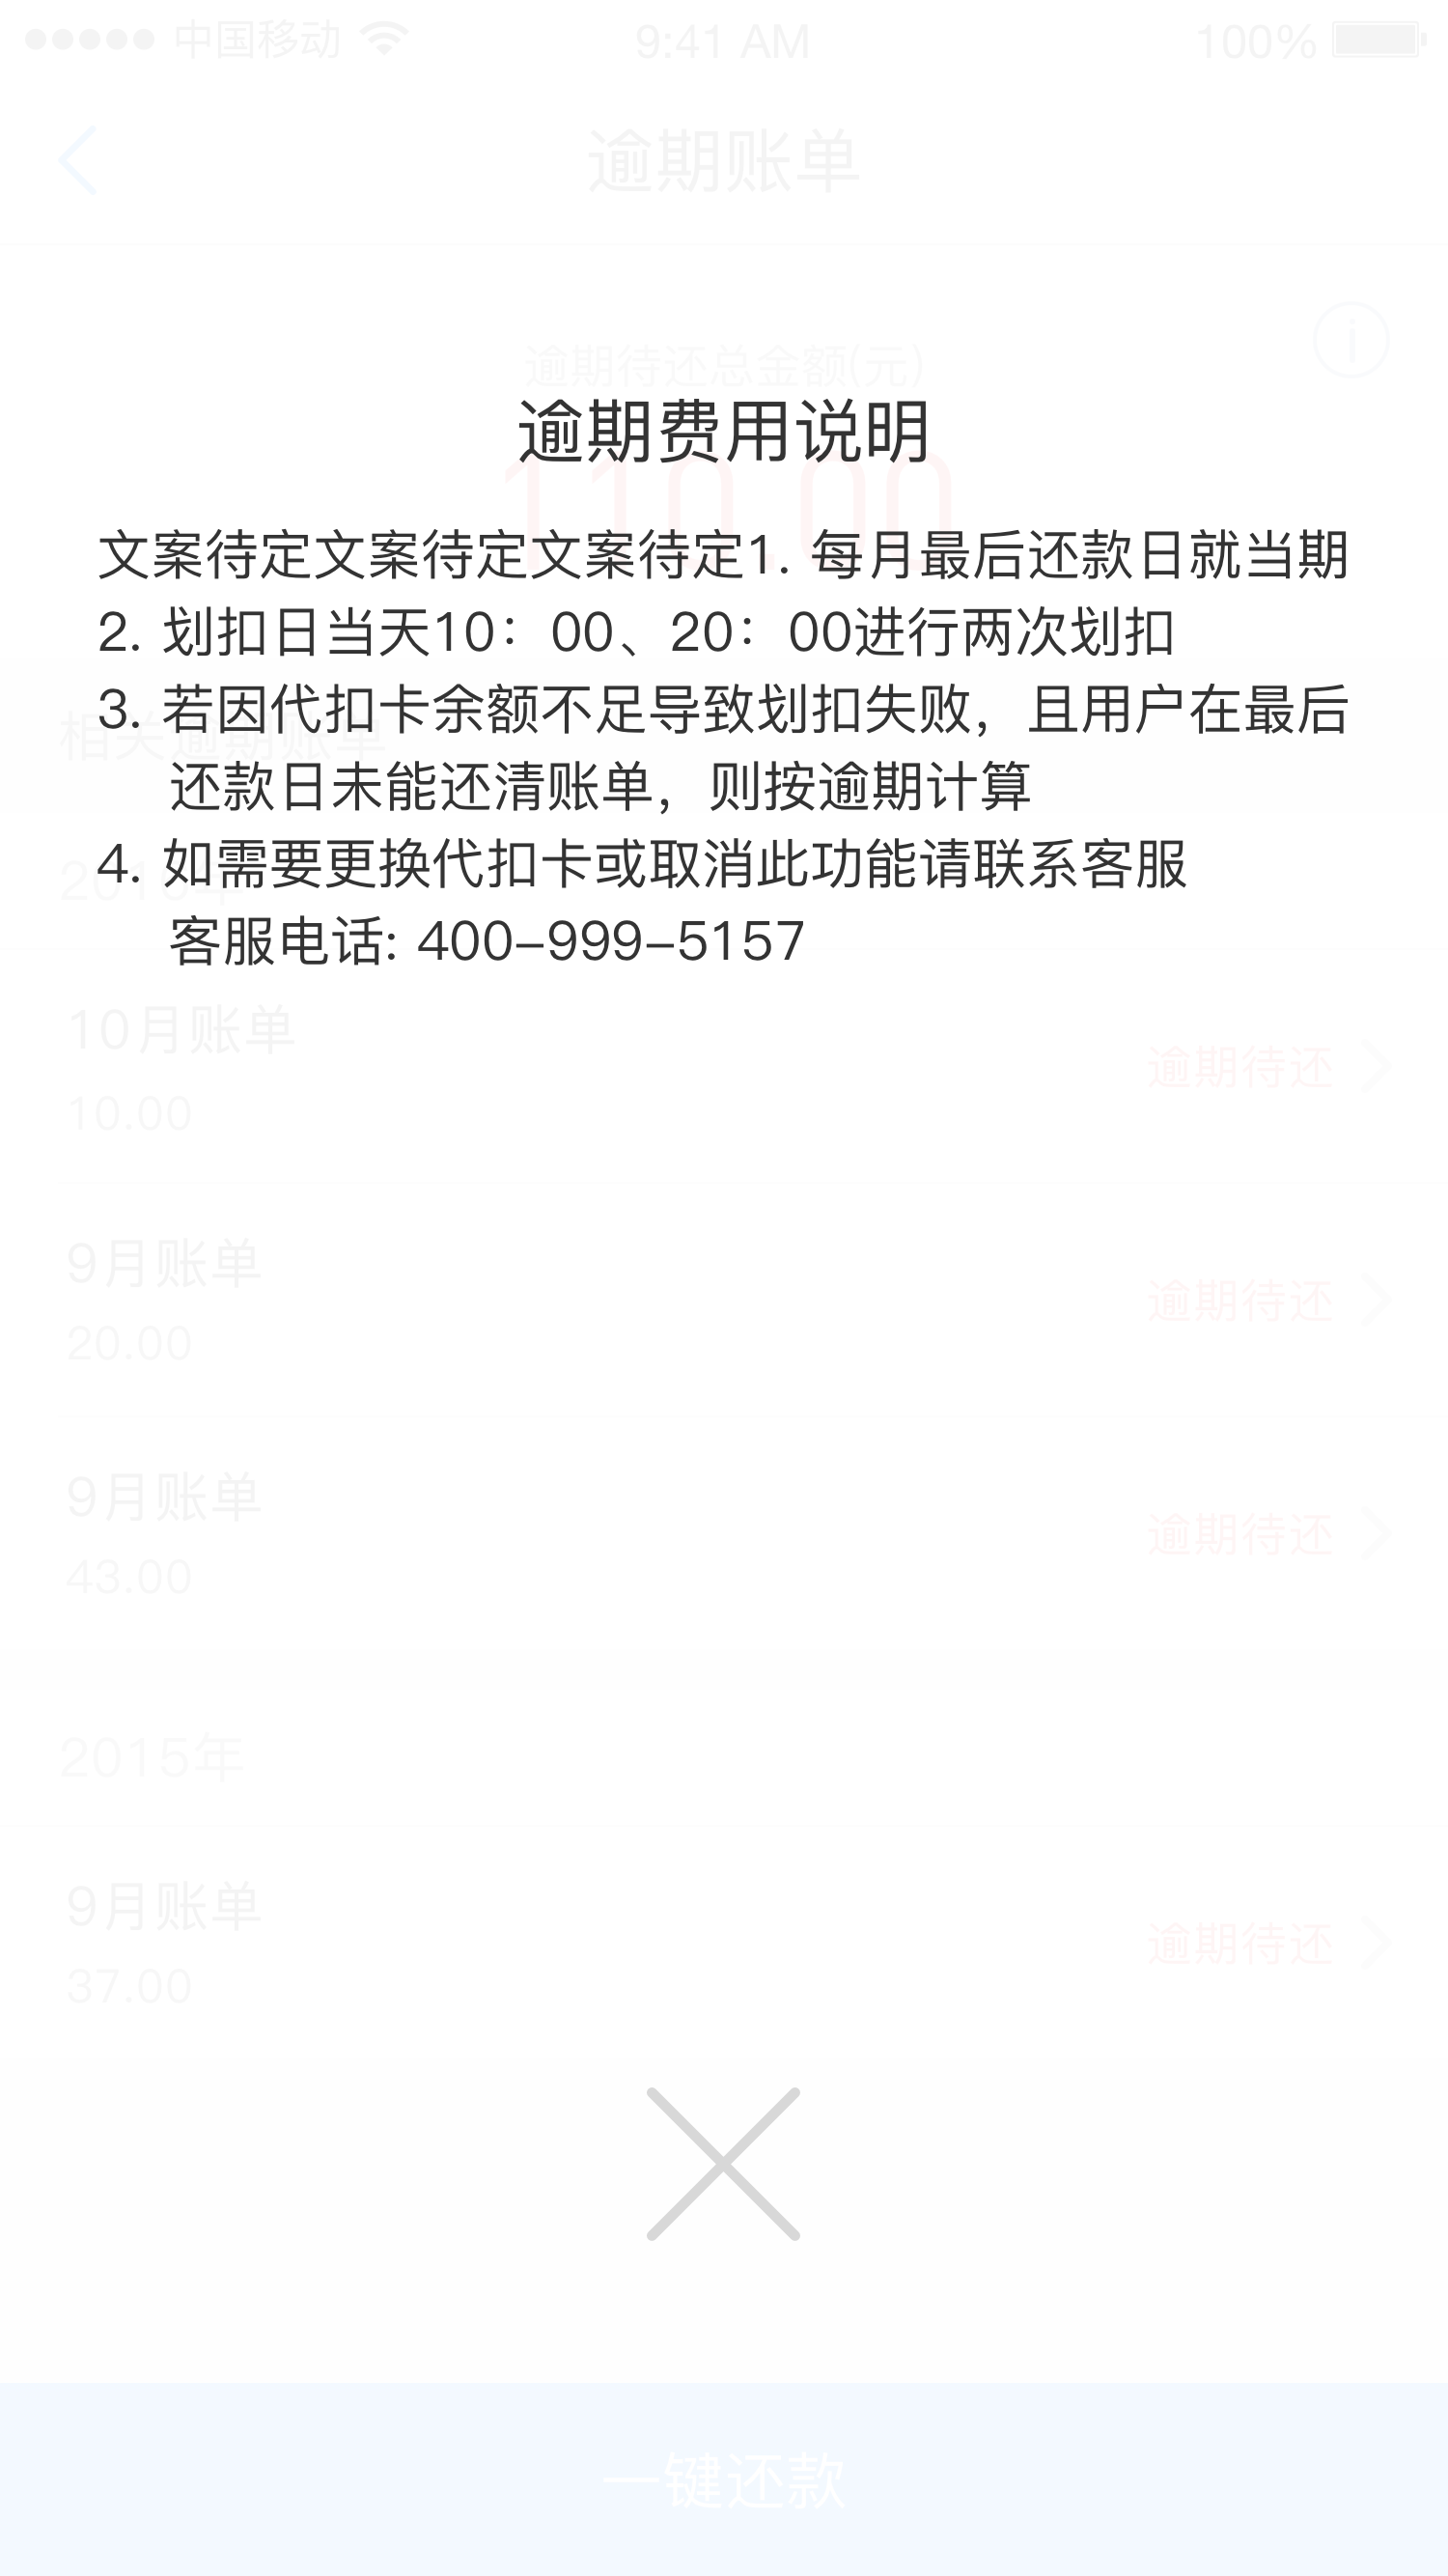 中国移动 9:41 AM 100%
逾期账单
逾期待还总金额(元)
逾期费用说明
110.00
文案待定文案待定文案待定1. 每月最后还款日就当期
2. 划扣日当天10：00、20：00进行两次划扣
3. 若因代扣卡余额不足导致划扣失败，且用户在最后
相关逾期账单
还款日未能还清账单，则按逾期计算
4. 如需要更换代扣卡或取消此功能请联系客服
客服电话: 400-999-5157
10月账单
逾期待还
10.00
9月账单
逾期待还
20.00
9月账单
逾期待还
43.00
2015年
9月账单
逾期待还
37.00
一键还款